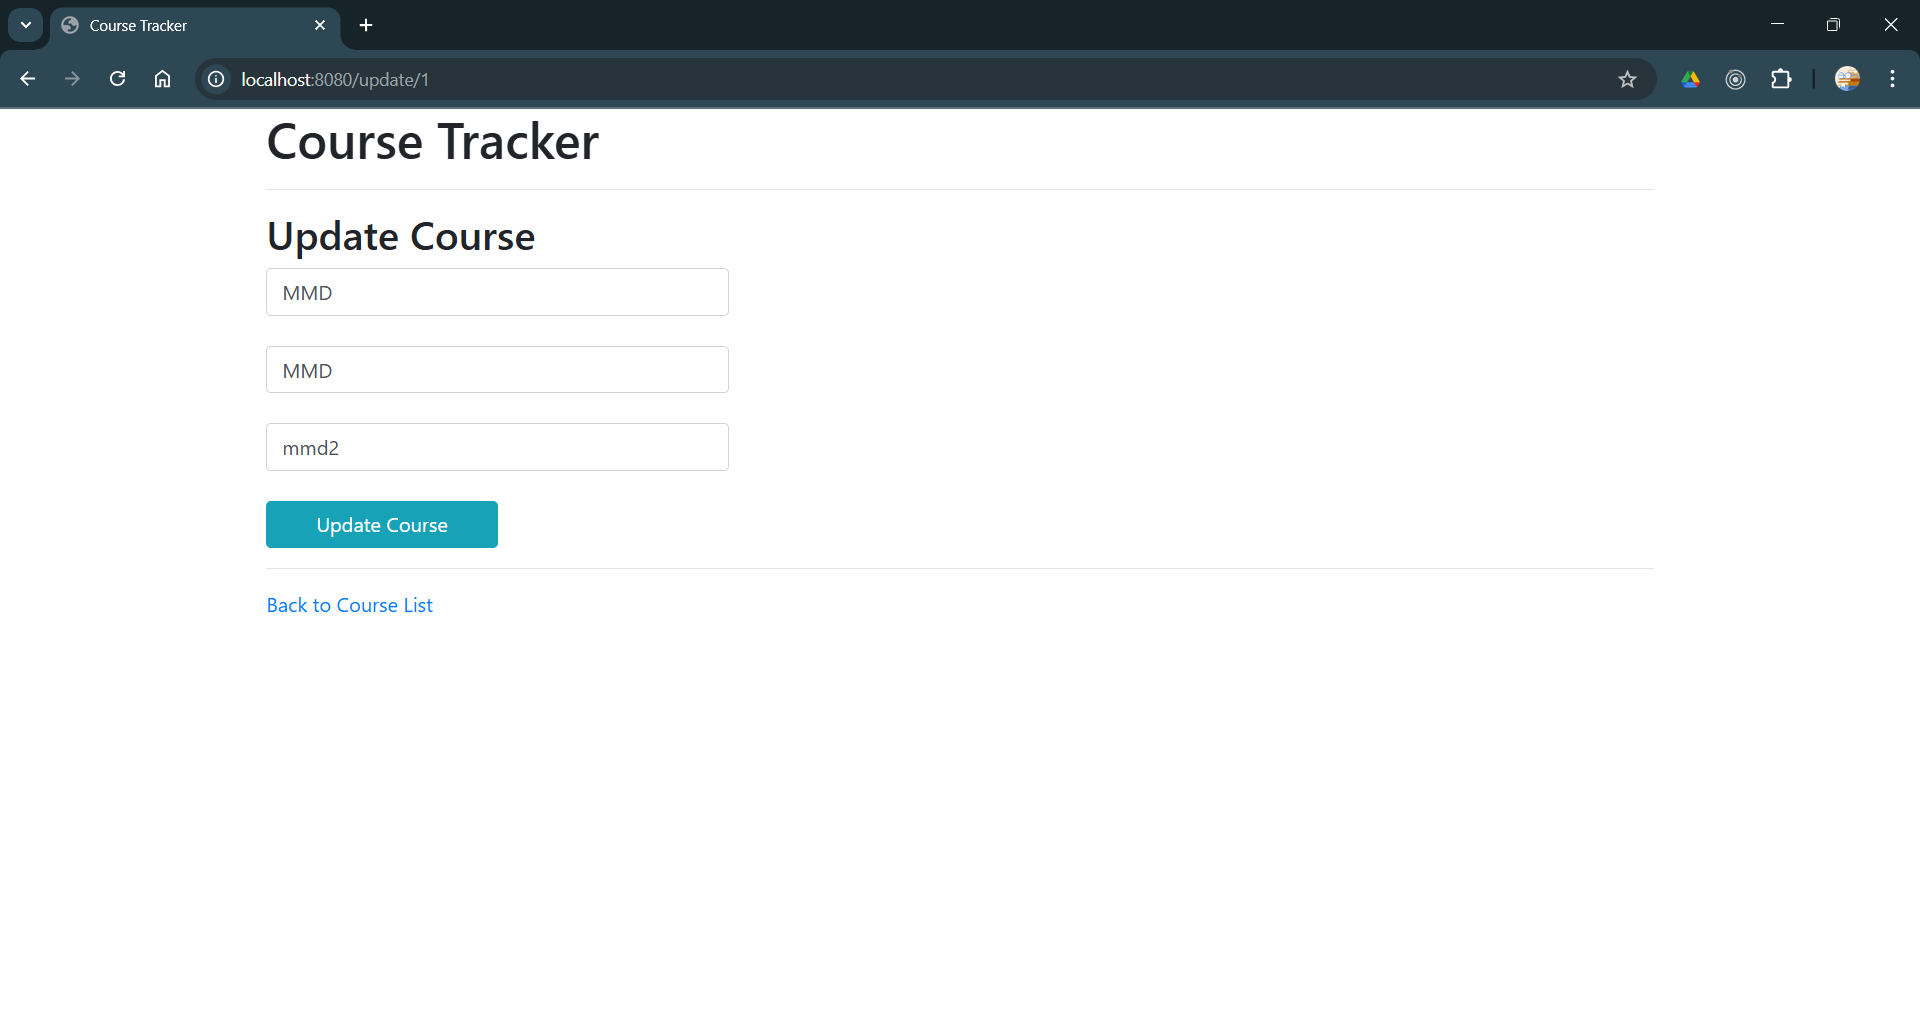 Course Tracker
localhost:8080/update/1
Course Tracker
Update Course
MMD
MMD
mmd2
Update Course
Back to Course List